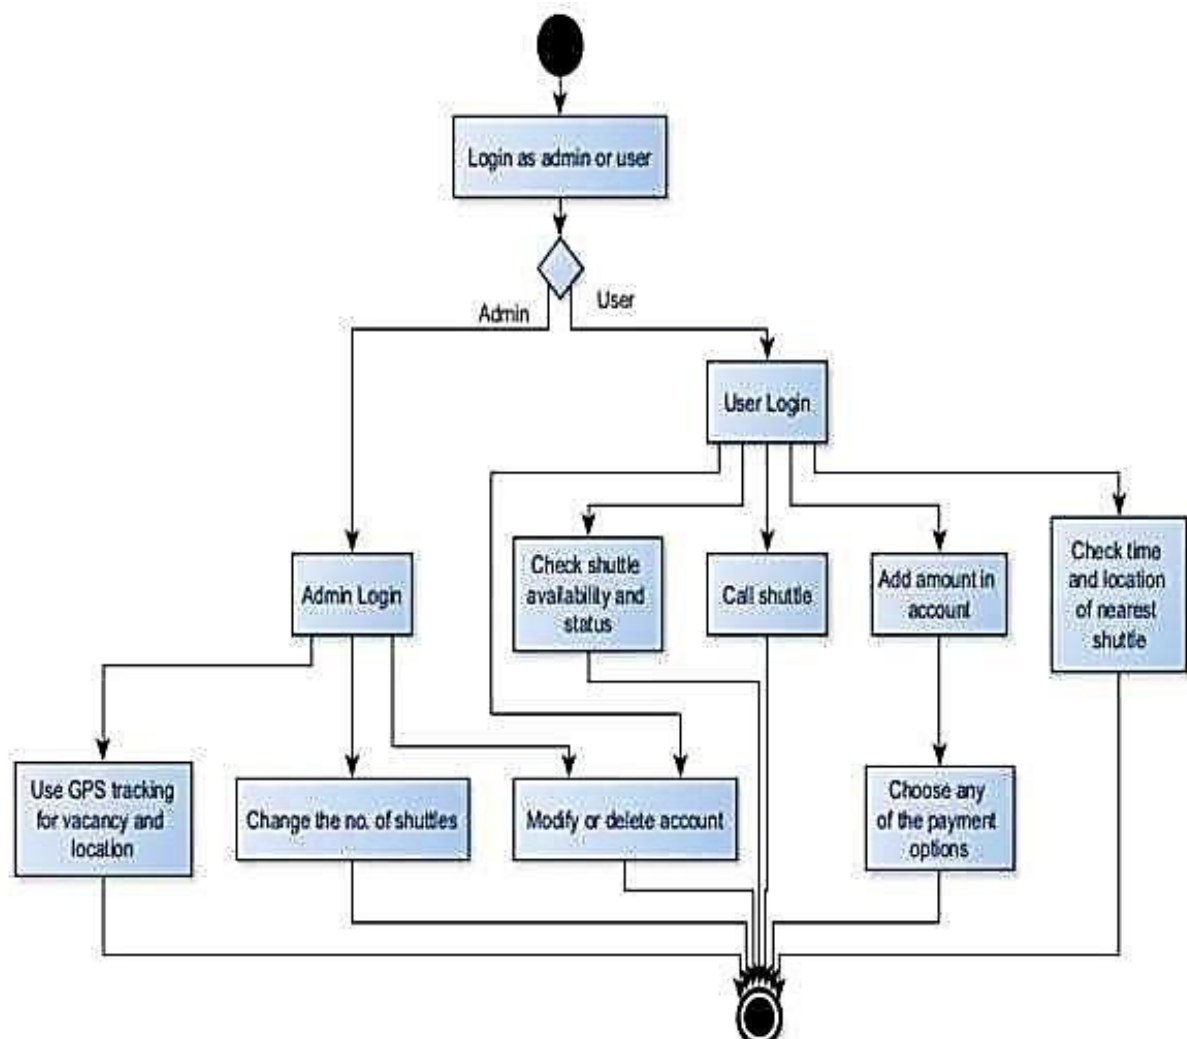 Login as admin or user
Admin
User
User Login
Admin Login
Check shuttle
availability and
status
Call shuttle
Add amount in
account
Check time
and location
of nearest
shuttle
Use GPS tracking
for vacancy and
location
Change the no. of shuttles
Modify or delete account
Choose any
of the payment
options